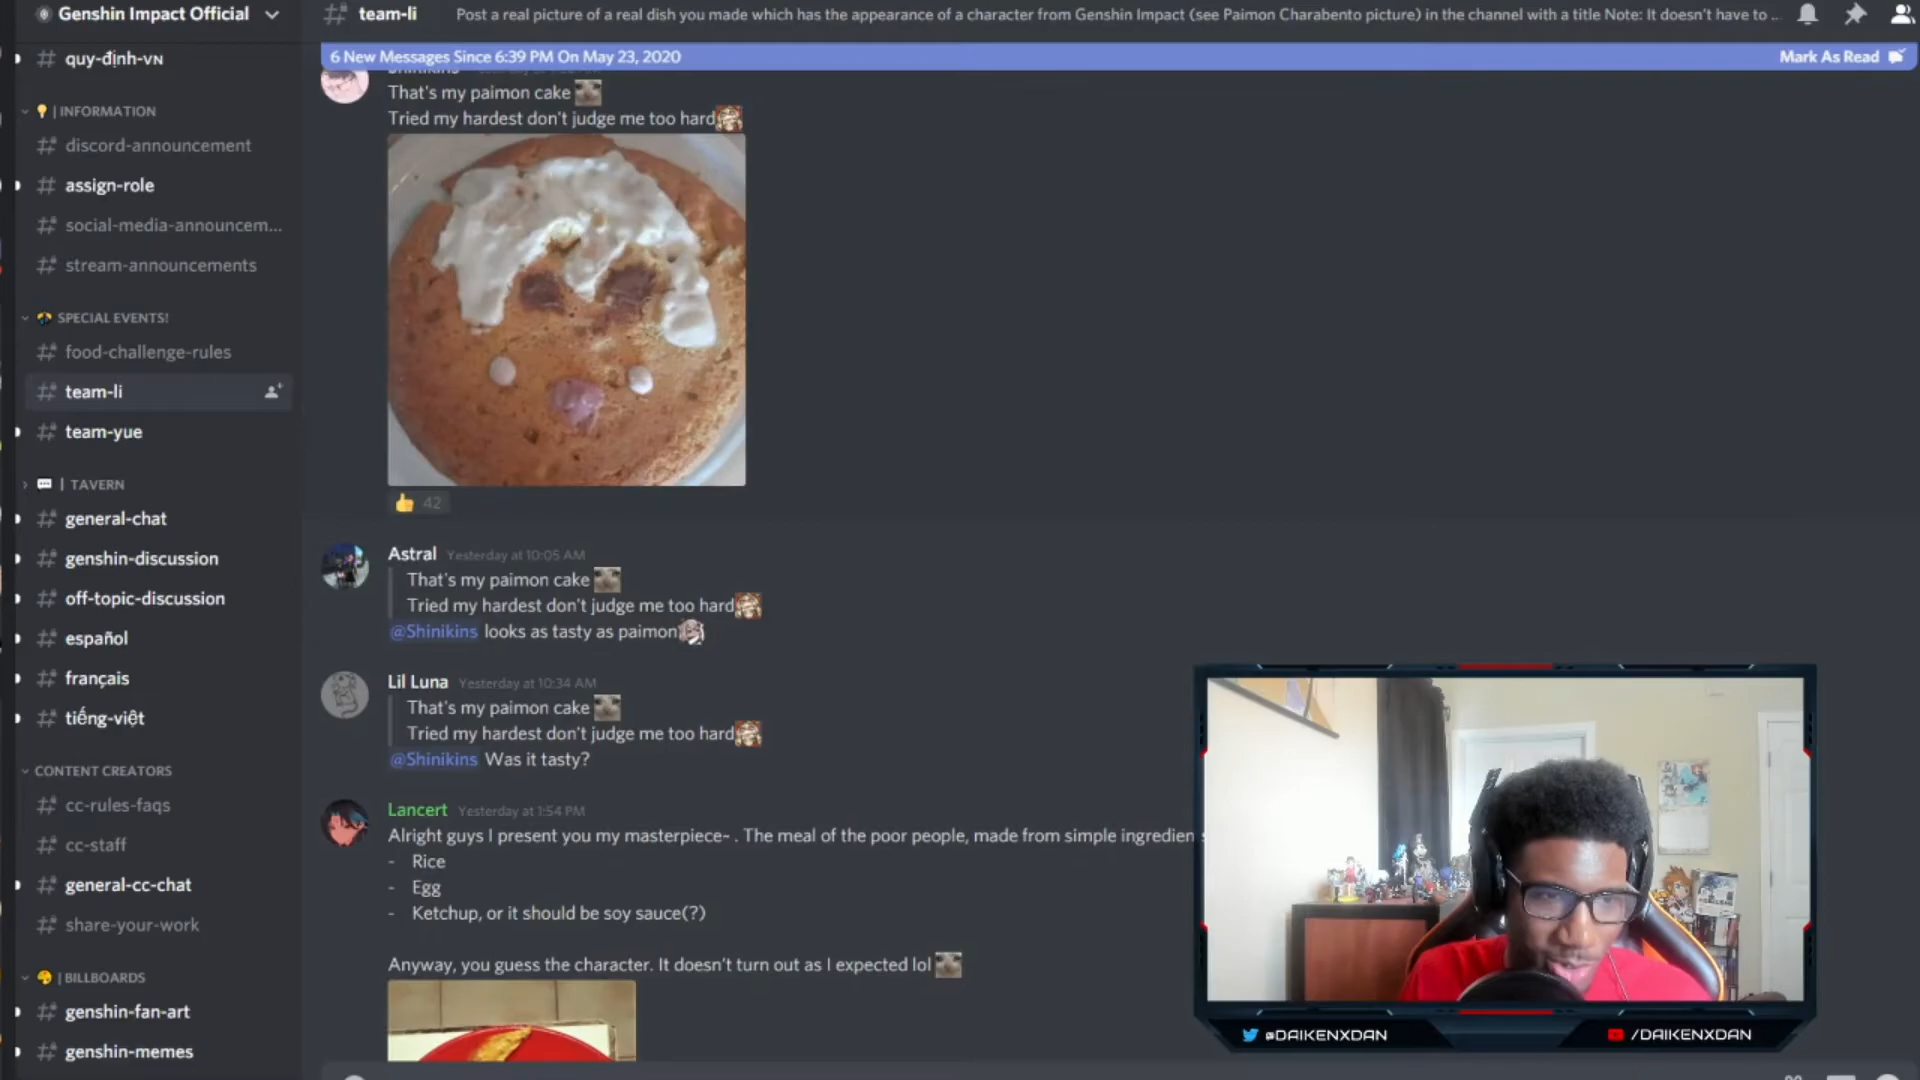 Genshin Impact Official
quy-định-VN
| INFORMATION
discord-announcement
assign-role
social-media-announcem...
stream-announcements
SPECIAL EVENTS!
food-challenge-rules
team-li
team-yue
| TAVERN
general-chat
genshin-discussion
off-topic-discussion
español
français
tiếng-việt
CONTENT CREATORS
cc-rules-faqs
cc-staff
general-cc-chat
share-your-work
| BILLBOARDS
genshin-fan-art
genshin-memes
team-li Post a real picture of a real dish you made which has the appearance of a character from Genshin Impact (see Paimon Charabento picture) in the channel with a title Note: It doesn't have to ...
6 New Messages Since 6:39 PM On May 23, 2020 Mark As Read
That's my paimon cake
Tried my hardest don't judge me too hard
42
Astral Yesterday at 10:05 AM
That's my paimon cake
Tried my hardest don't judge me too hard
@Shinikins looks as tasty as paimon
Lil Luna Yesterday at 10:34 AM
That's my paimon cake
Tried my hardest don't judge me too hard
@Shinikins Was it tasty?
Lancert Yesterday at 1:54 PM
Alright guys I present you my masterpiece- . The meal of the poor people, made from simple ingredien
- Rice
- Egg
- Ketchup, or it should be soy sauce(?)
Anyway, you guess the character. It doesn't turn out as I expected lol
@DAIKENXDAN
/DAIKENXDAN